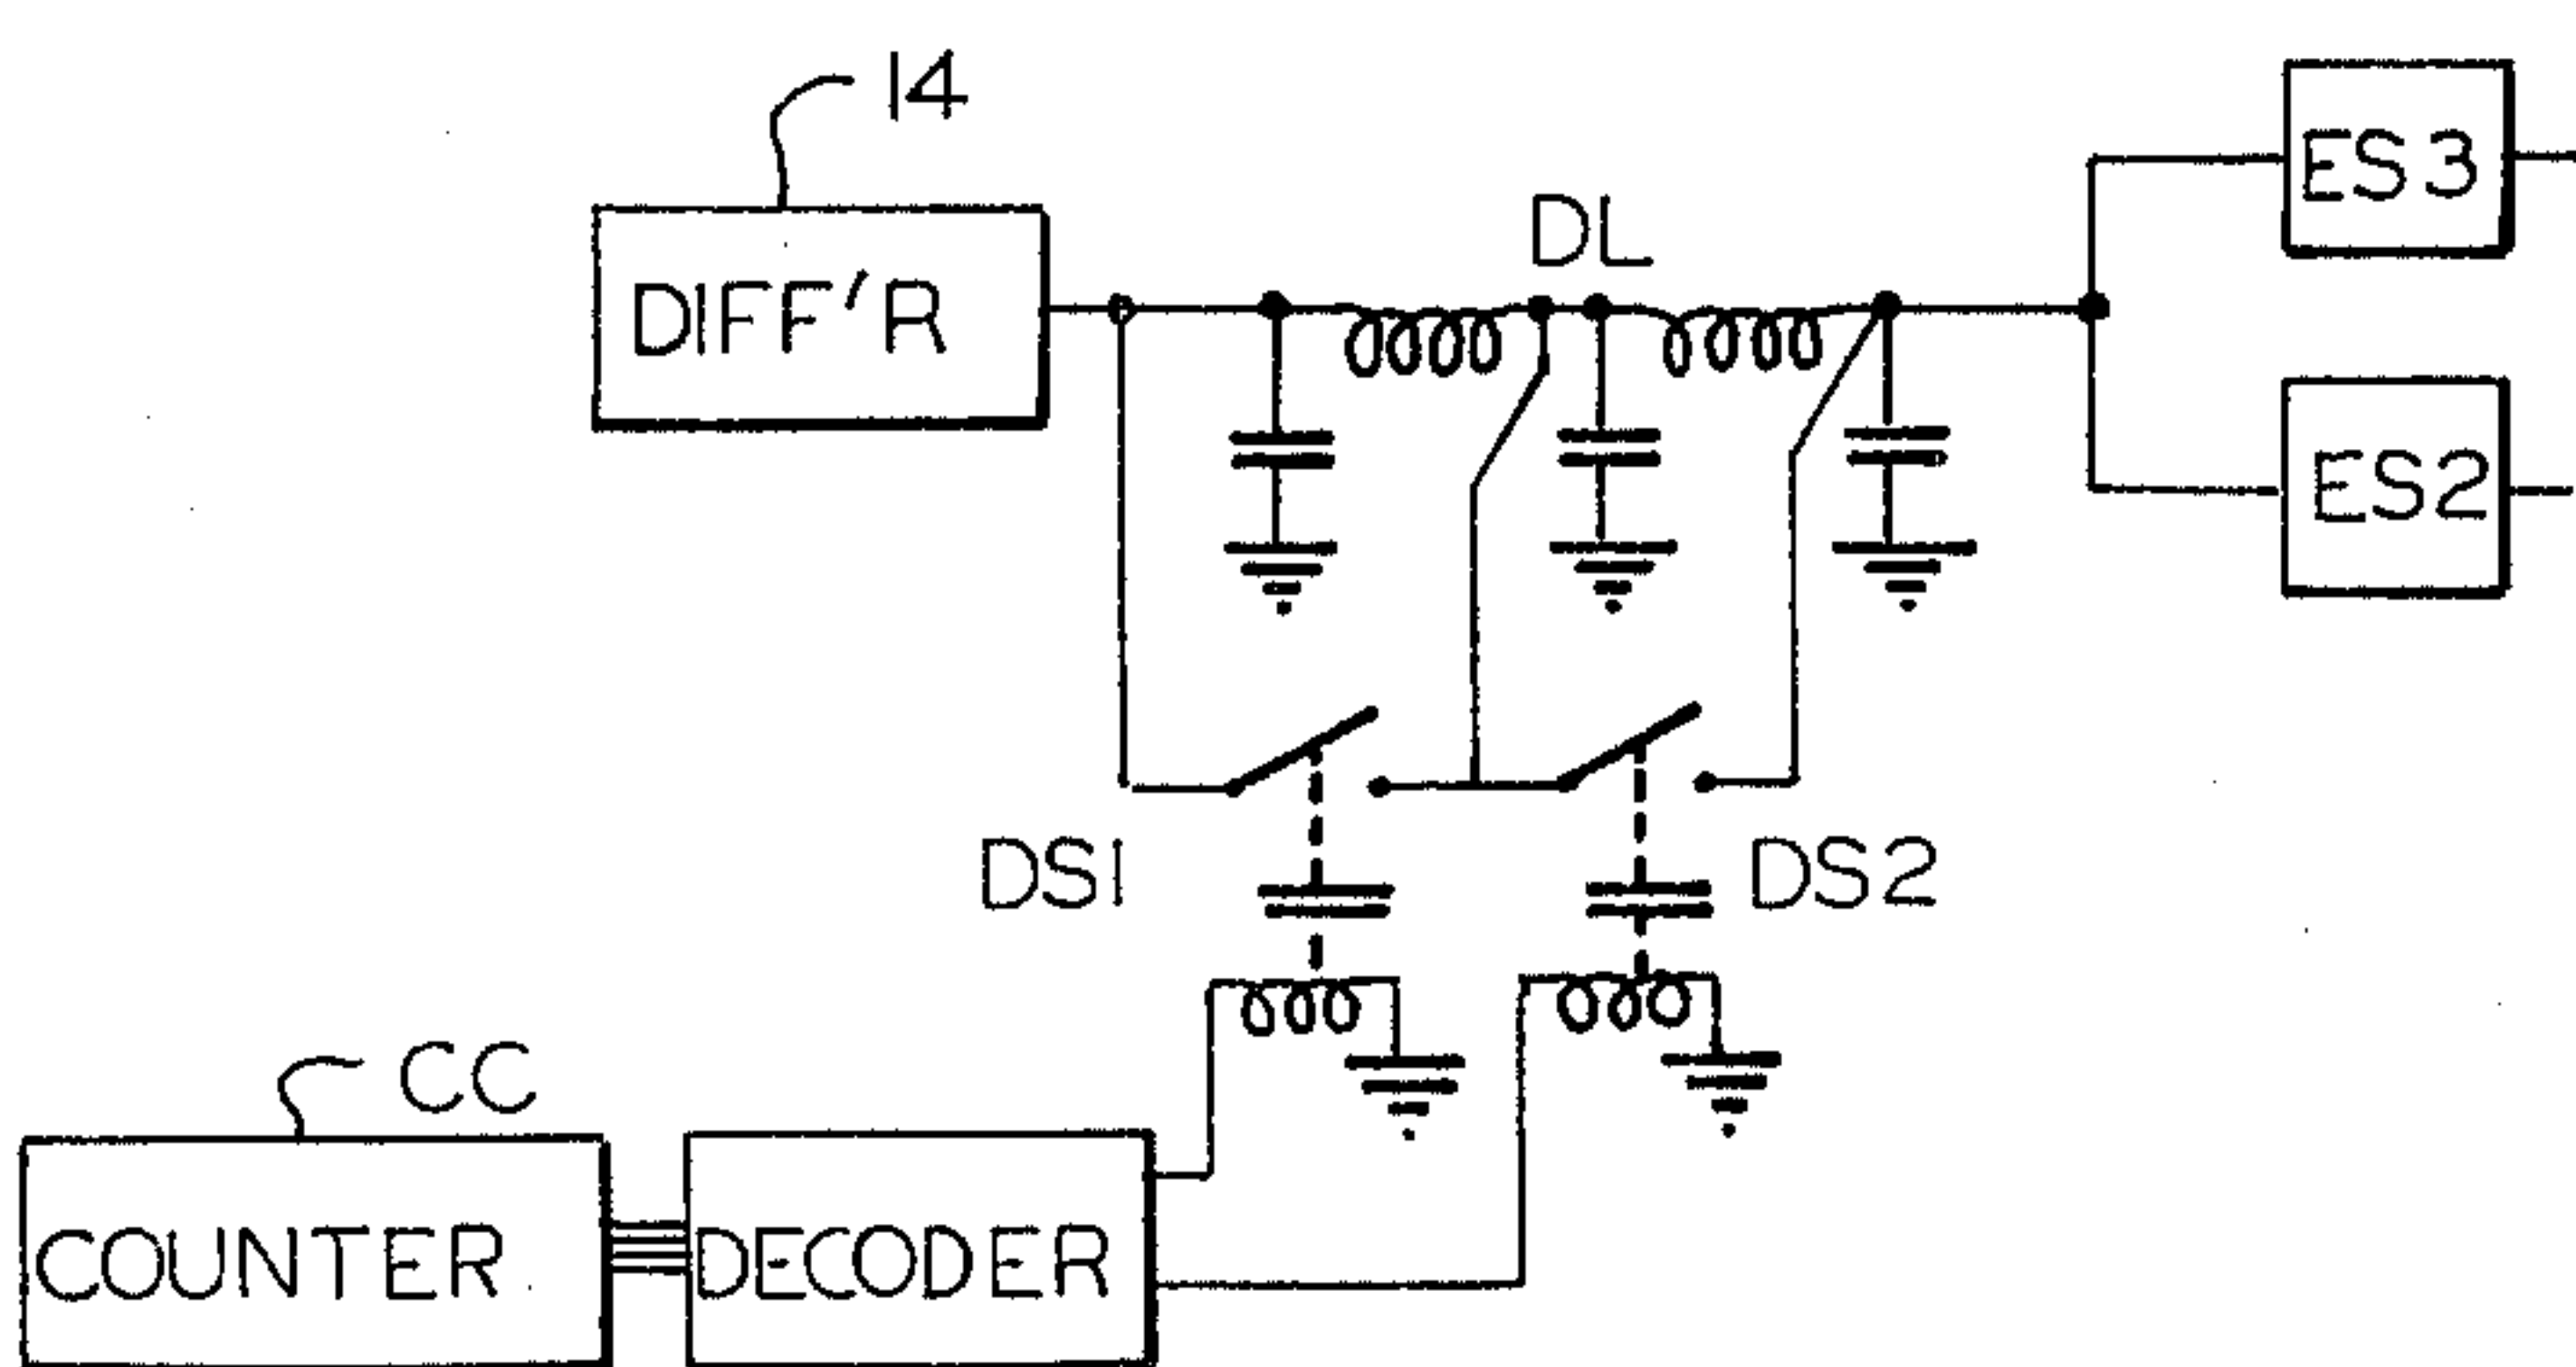 14
ES3
DL
DIFF'R
ES2
DS1
DS2
CC
COUNTER
DECODER